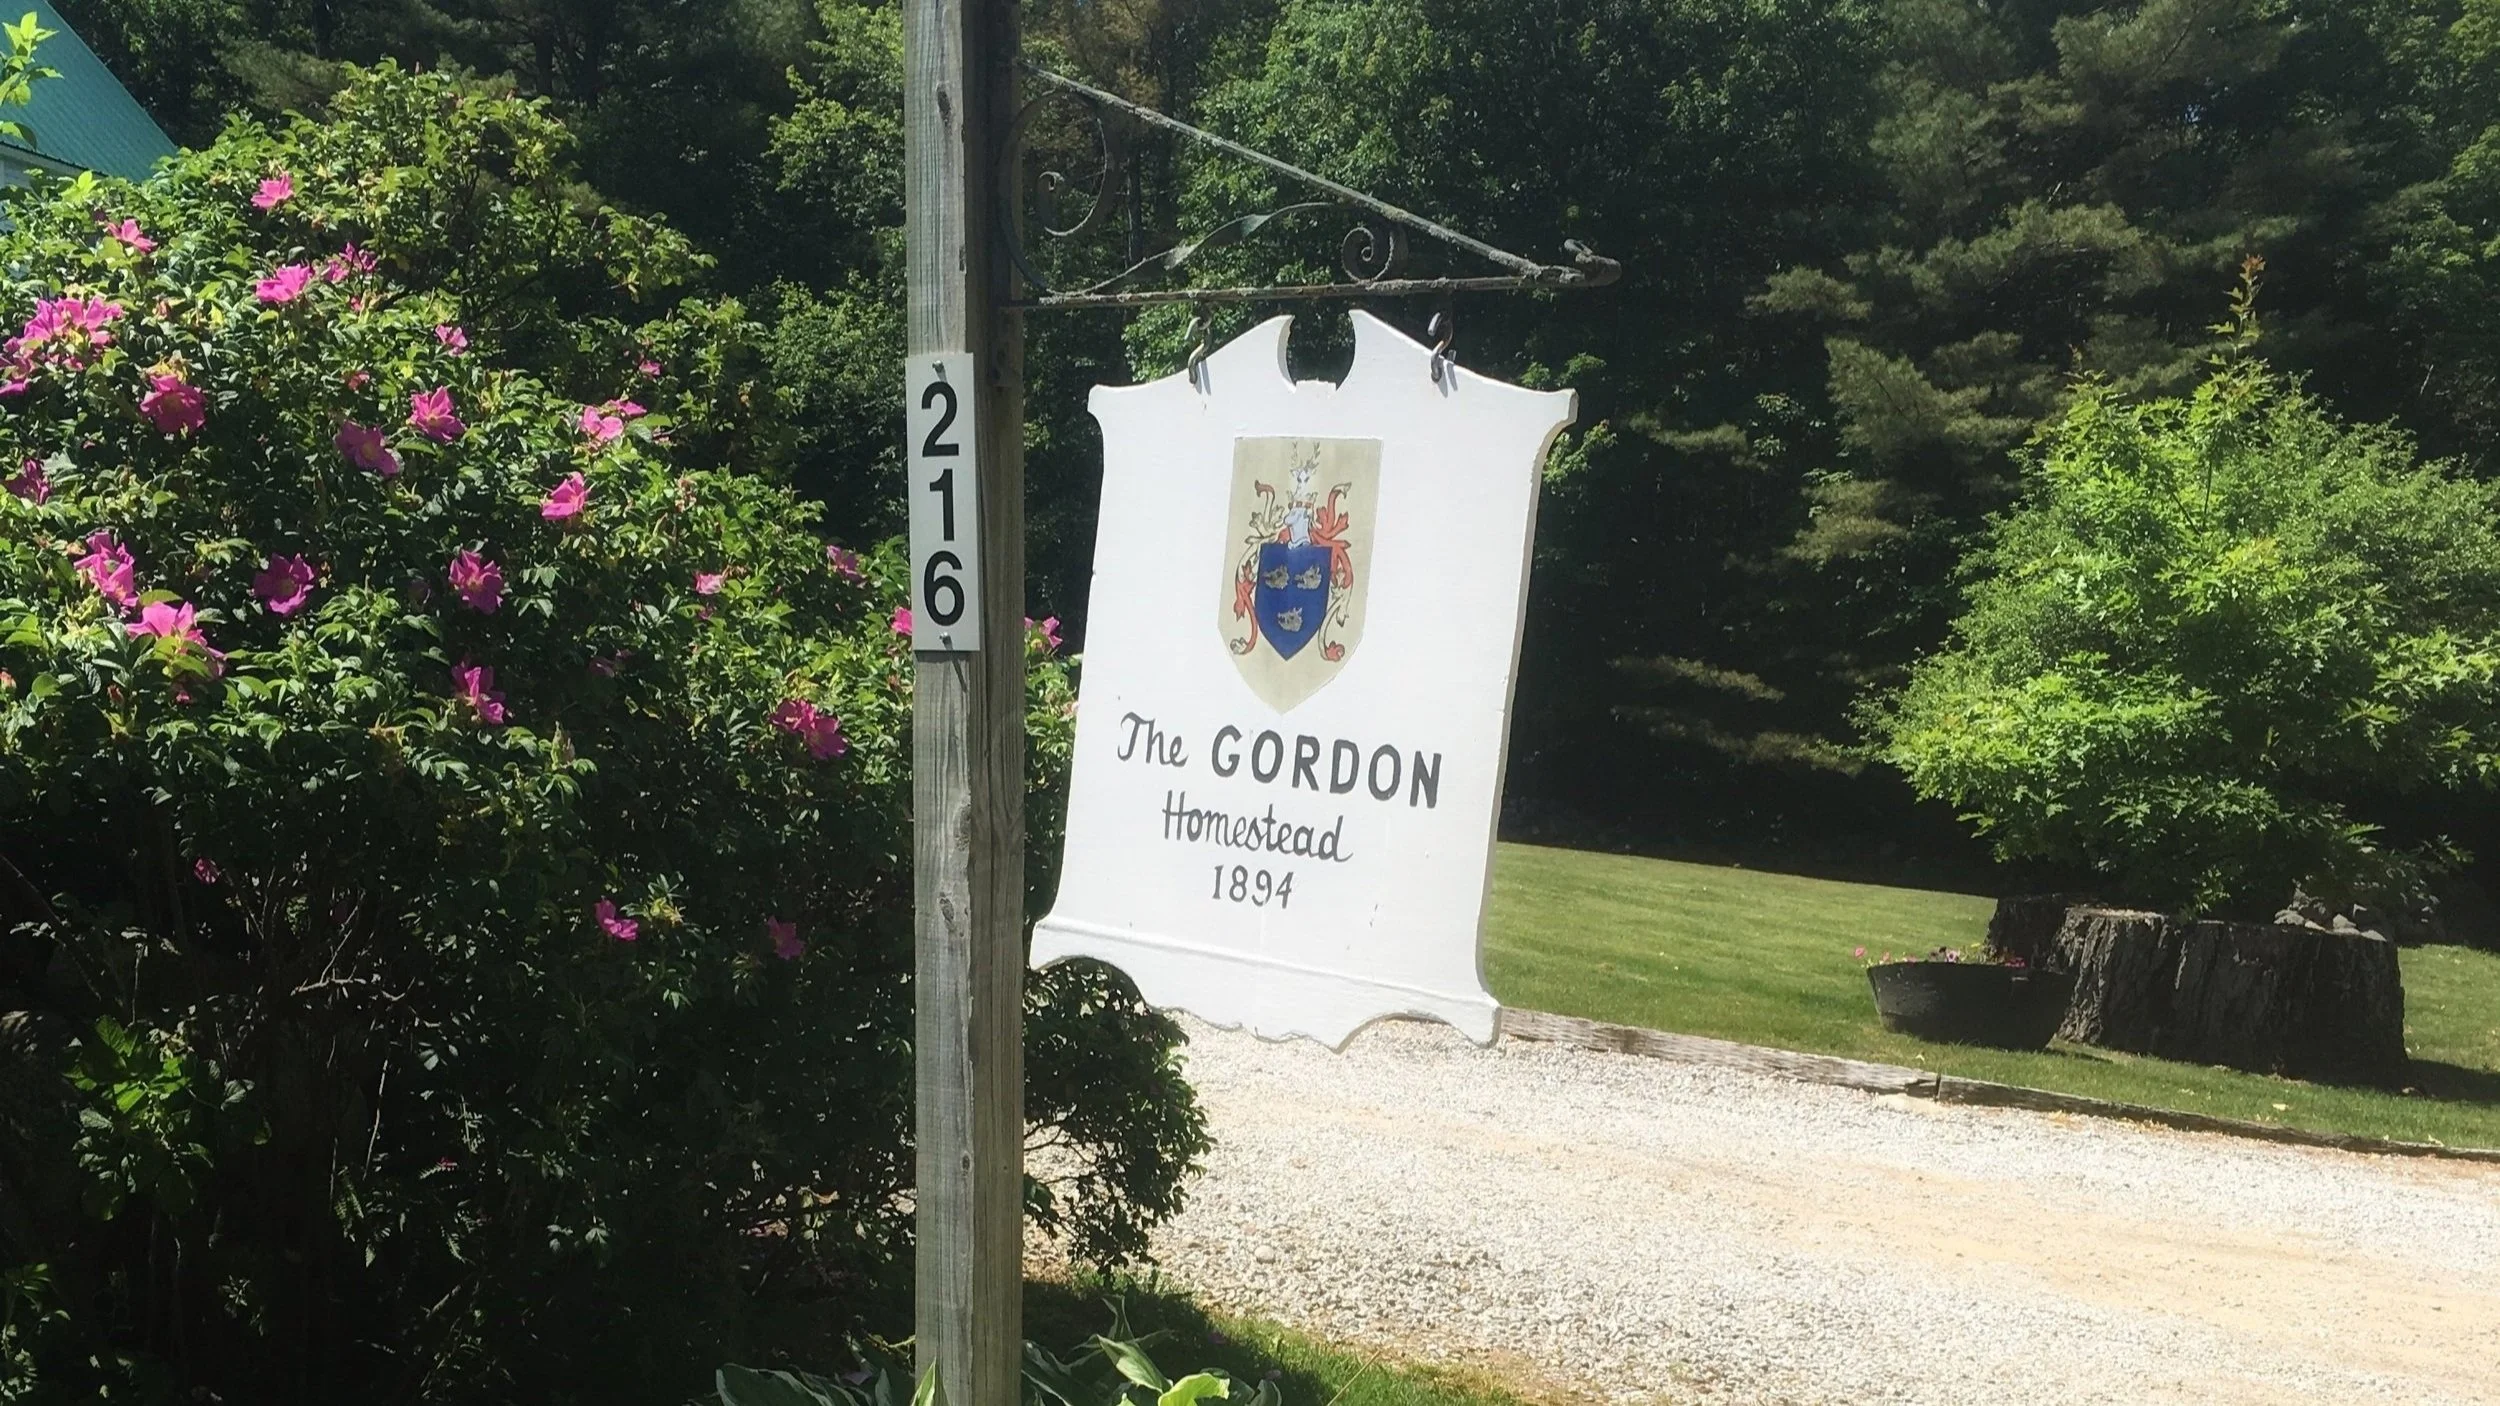 216
The GORDON
Homestead
1894